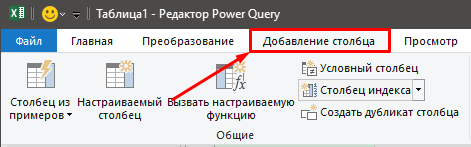 Таблица1 - Редактор Power Query
Файл Главная Преобразование Добавление столбца Просмотр
Столбец из примеров
Настраиваемый столбец
Вызвать настраиваемую функцию
Условный столбец
Столбец индекса
Создать дубликат столбца
Общие